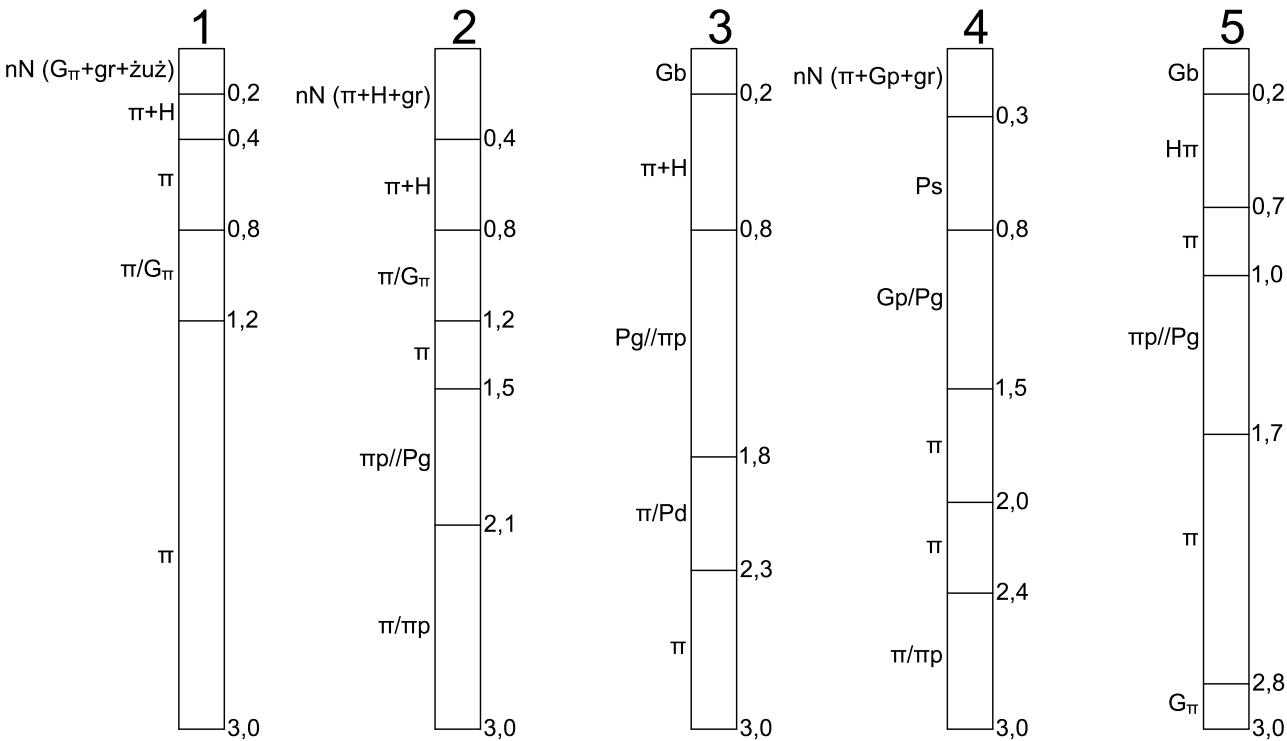 1
nN (Gπ+gr+żuż)
0,2
π+H
0,4
π
0,8
π/Gπ
1,2
π
3,0
2
nN (π+H+gr)
0,4
π+H
0,8
π/Gπ
1,2
π
1,5
πp//Pg
2,1
π/πp
3,0
3
Gb
0,2
π+H
0,8
Pg//πp
1,8
π/Pd
2,3
π
3,0
4
nN (π+Gp+gr)
0,3
Ps
0,8
Gp/Pg
1,5
π
2,0
π
2,4
π/πp
3,0
5
Gb
0,2
Hπ
0,7
π
1,0
πp//Pg
1,7
π
2,8
Gπ
3,0